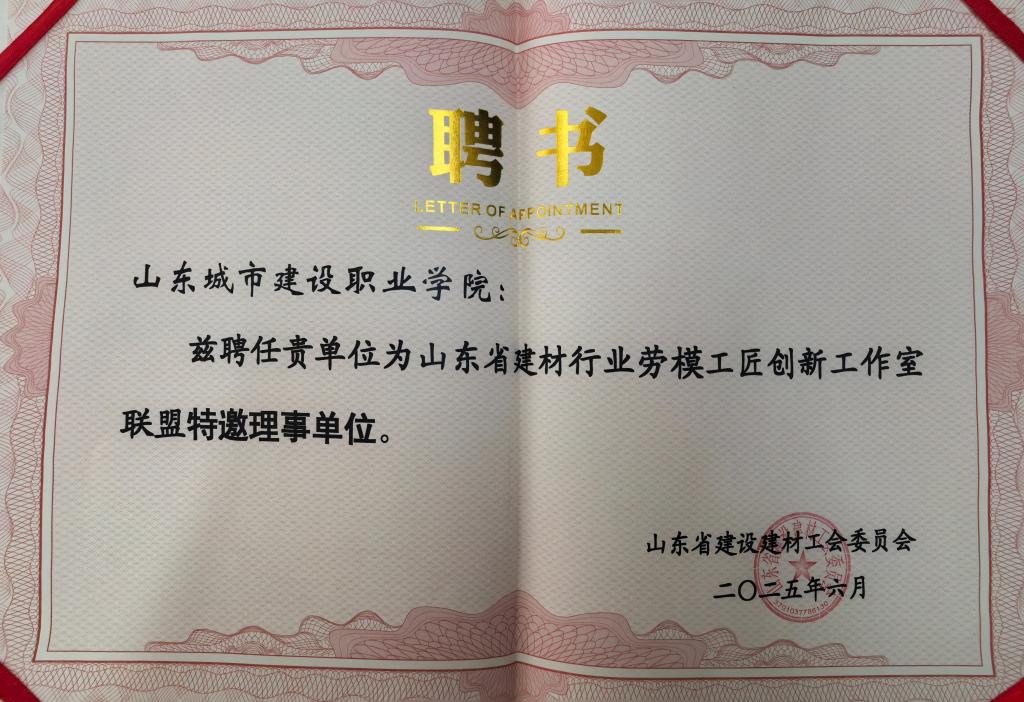 聘书
LETTER OF APPOINTMENT
山东城市建设职业学院：
兹聘任贵单位为山东省建材行业劳模工匠创新工作室
联盟特邀理事单位。
山东省建设建材工会委员会
二〇二五年六月